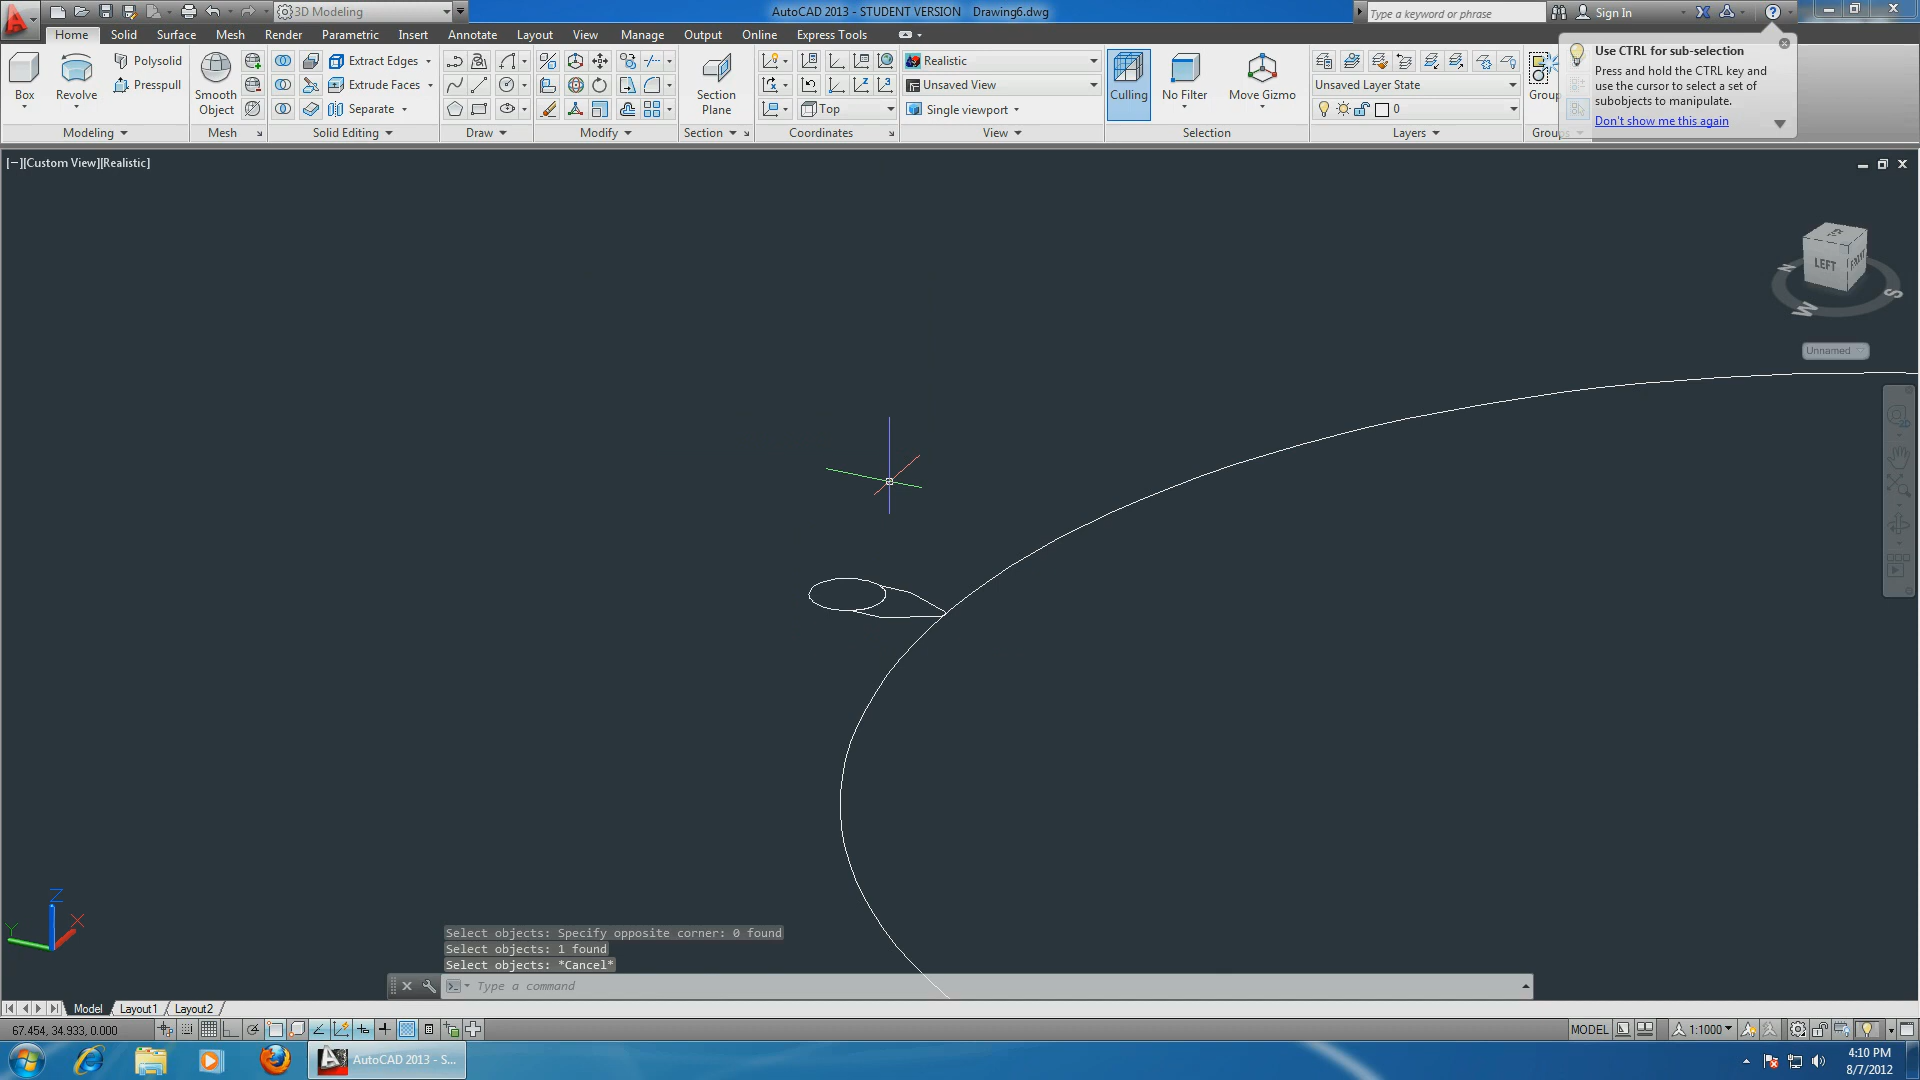 3D Modeling
AutoCAD 2013 - STUDENT VERSION Drawing6.dwg
Type a keyword or phrase
Sign In
Home Solid Surface Mesh Render Parametric Insert Annotate Layout View Manage Output Online Express Tools
Box
Revolve
Polysolid
Presspull
Modeling
Smooth
Object
Mesh
Extract Edges
Extrude Faces
Separate
Solid Editing
Draw
Modify
Section
Plane
Section
Top
Coordinates
Realistic
Unsaved View
Single viewport
View
Culling
No Filter
Move Gizmo
Selection
Unsaved Layer State
0
Layers
Group
Groups
Use CTRL for sub-selection
Press and hold the CTRL key and
use the cursor to select a set of
subobjects to manipulate.
Don't show me this again
[−][Custom View][Realistic]
LEFT
N
W
S
Unnamed
Z
X
Y
Select objects: Specify opposite corner: 0 found
Select objects: 1 found
Select objects: *Cancel*
Type a command
Model Layout1 Layout2
67.454, 34.933, 0.000
MODEL
1:1000
AutoCAD 2013 - S...
4:10 PM
8/7/2012